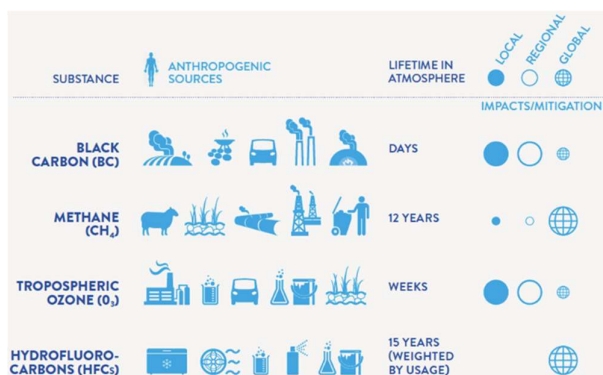 LOCAL
REGIONAL
GLOBAL
SUBSTANCE
ANTHROPOGENIC
SOURCES
LIFETIME IN
ATMOSPHERE
IMPACTS/MITIGATION
BLACK
CARBON (BC)
DAYS
METHANE
(CH₄)
12 YEARS
TROPOSPHERIC
OZONE (0₃)
WEEKS
HYDROFLUORO-
CARBONS (HFCs)
15 YEARS
(WEIGHTED
BY USAGE)